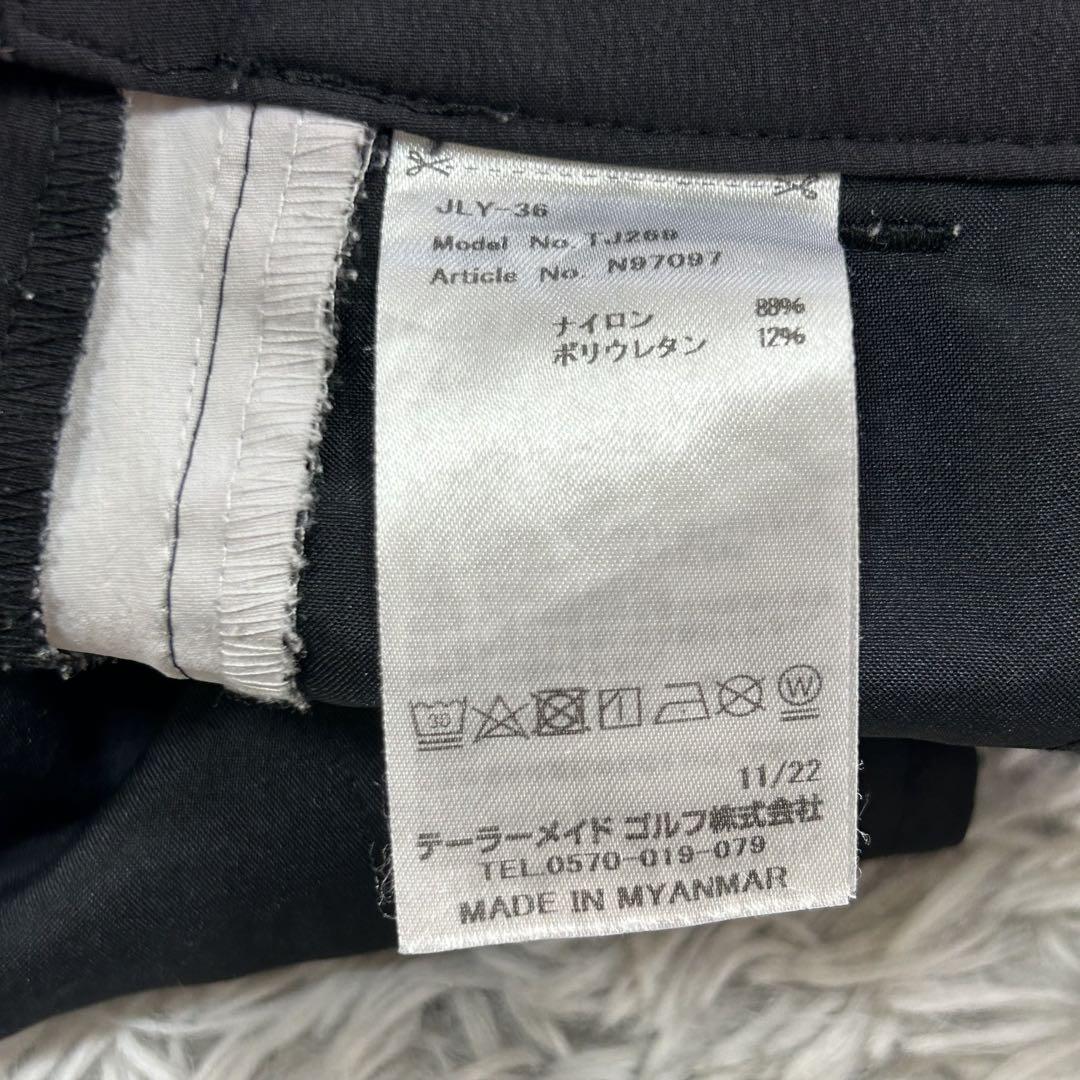 JLY-36
Model No. TJ269
Article No. N97097
ナイロン 88%
ポリウレタン 12%
30
W
11/22
テーラーメイド ゴルフ株式会社
TEL.0570-019-079
MADE IN MYANMAR